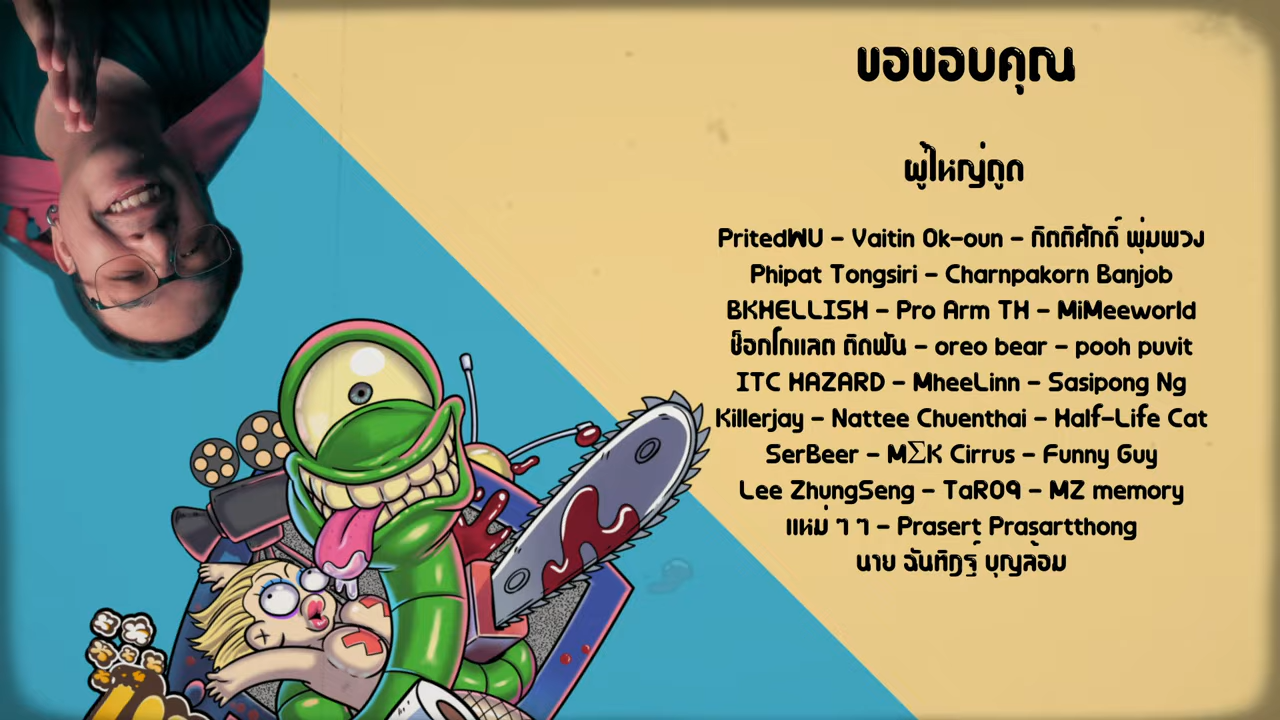 ขอขอบคุณ
ผู้ใหญ่ถูด
PritedWU - Vaitin Ok-oun - กิตติศักดิ์ พุ่มพวง
Phipat Tongsiri - Charnpakorn Banjob
BKHELLISH - Pro Arm TH - MiMeeworld
ช็อกโกแลต ติดฟัน - oreo bear - pooh puvit
ITC HAZARD - MheeLinn - Sasipong Ng
Killerjay - Nattee Chuenthai - Half-Life Cat
SerBeer - MΣK Cirrus - Funny Guy
Lee ZhungSeng - TaRO9 - MZ memory
แหม่ ๆ ๆ - Prasert Prasartthong
นาย ฉันทิฏฐ์ บุญล้อม